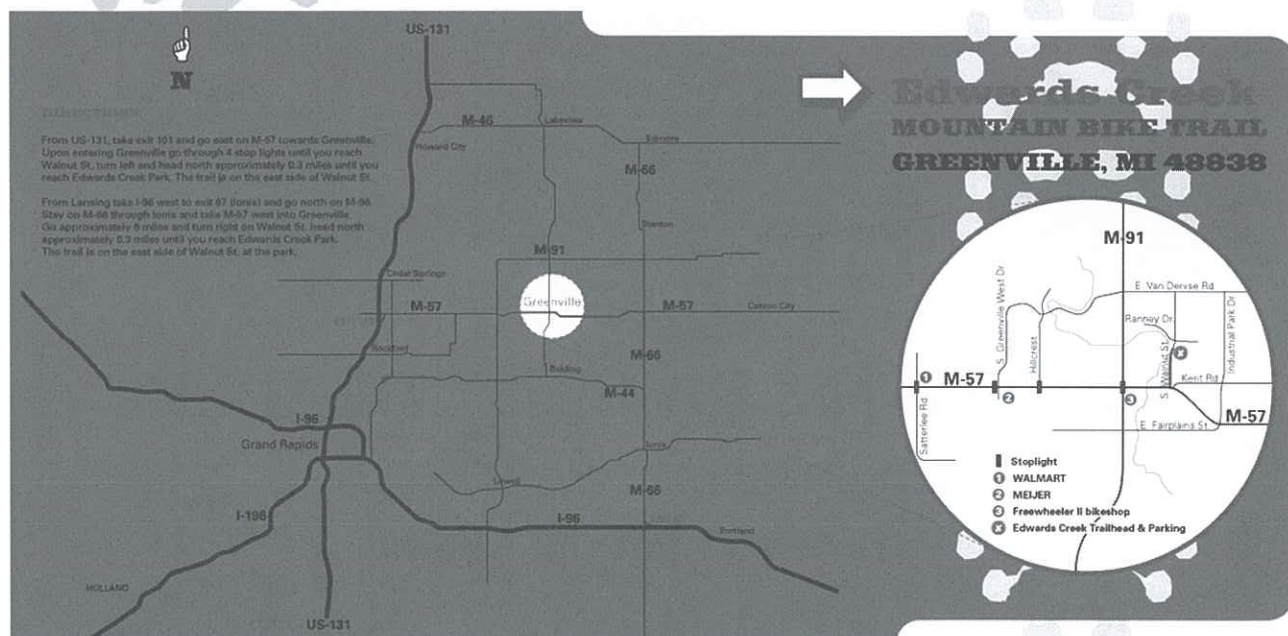 N
DIRECTIONS
From US-131, take exit 101 and go east on M-57 towards Greenville.
Upon entering Greenville go through 4 stop lights until you reach
Walnut St, turn left and head north approximately 0.3 miles until you
reach Edwards Creek Park. The trail is on the east side of Walnut St.
From Lansing take I-96 west to exit 67 (Ionia) and go north on M-66
Stay on M-66 through Ionia and take M-57 west into Greenville.
Go approximately 8 miles and turn right on Walnut St. head north
approximately 0.3 miles until you reach Edwards Creek Park.
The trail is on the east side of Walnut St. at the park.
US-131
M-46
Lakeview
Edmore
Howard City
M-66
Stanton
M-91
Cedar Springs
Greenville
M-57
M-57
Carson City
Rockford
M-66
Belding
M-44
I-96
Grand Rapids
Ionia
Lowell
M-66
I-196
I-96
Portland
HOLLAND
US-131
Edwards Creek
MOUNTAIN BIKE TRAIL
GREENVILLE, MI 48838
M-91
E. Van Deinse Rd
S. Greenville West Dr
Ranney Dr
Industrial Park Dr
Hillcrest
S. Walnut St.
X
1
M-57
Kent Rd
2
3
M-57
Satterlee Rd
E. Fairplains St.
Stoplight
1 WALMART
2 MEIJER
3 Freewheeler II bikeshop
X Edwards Creek Trailhead & Parking